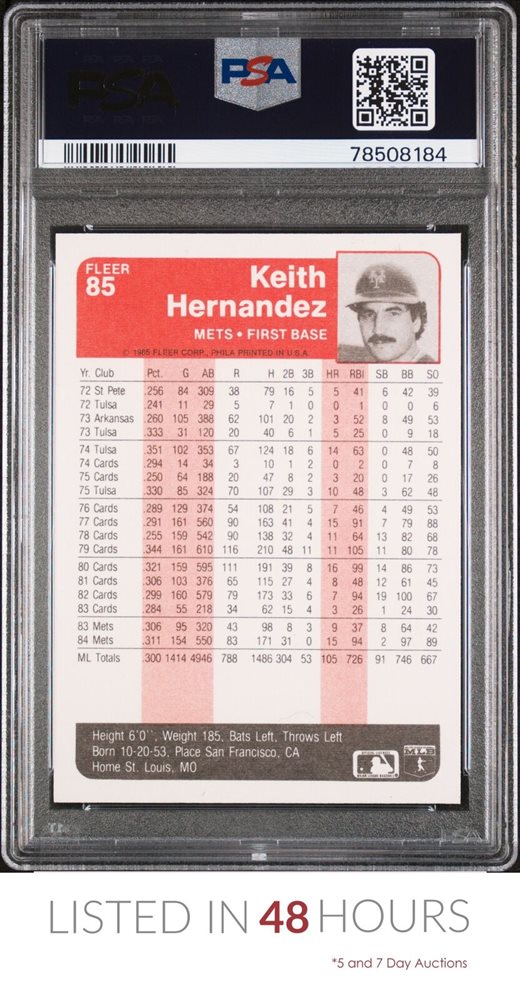 PSA
78508184
FLEER
85
Keith
Hernandez
METS • FIRST BASE
© 1985 FLEER CORP., PHILA PRINTED IN U.S.A.
Yr. Club Pct. G AB R H 2B 3B HR RBI SB BB SO
72 St Pete .256 84 309 38 79 16 5 5 41 6 42 39
72 Tulsa .241 11 29 5 7 1 0 0 1 0 0 6
73 Arkansas .260 105 388 62 101 20 2 3 52 8 49 53
73 Tulsa .333 31 120 20 40 6 1 5 25 0 9 18
74 Tulsa .351 102 353 67 124 18 6 14 63 0 48 50
74 Cards .294 14 34 3 10 1 2 0 2 0 7 8
75 Cards .250 64 188 20 47 8 2 3 20 0 17 26
75 Tulsa .330 85 324 70 107 29 3 10 48 3 62 48
76 Cards .289 129 374 54 108 21 5 7 46 4 49 53
77 Cards .291 161 560 90 163 41 4 15 91 7 79 88
78 Cards .255 159 542 90 138 32 4 11 64 13 82 68
79 Cards .344 161 610 116 210 48 11 11 105 11 80 78
80 Cards .321 159 595 111 191 39 8 16 99 14 86 73
81 Cards .306 103 376 65 115 27 4 8 48 12 61 45
82 Cards .299 160 579 79 173 33 6 7 94 19 100 67
83 Cards .284 55 218 34 62 15 4 3 26 1 24 30
83 Mets .306 95 320 43 98 8 3 9 37 8 64 42
84 Mets .311 154 550 83 171 31 0 15 94 2 97 89
ML Totals .300 1414 4946 788 1486 304 53 105 726 91 746 667
Height 6'0'', Weight 185, Bats Left, Throws Left
Born 10-20-53, Place San Francisco, CA
Home St. Louis, MO
LISTED IN 48 HOURS
*5 and 7 Day Auctions